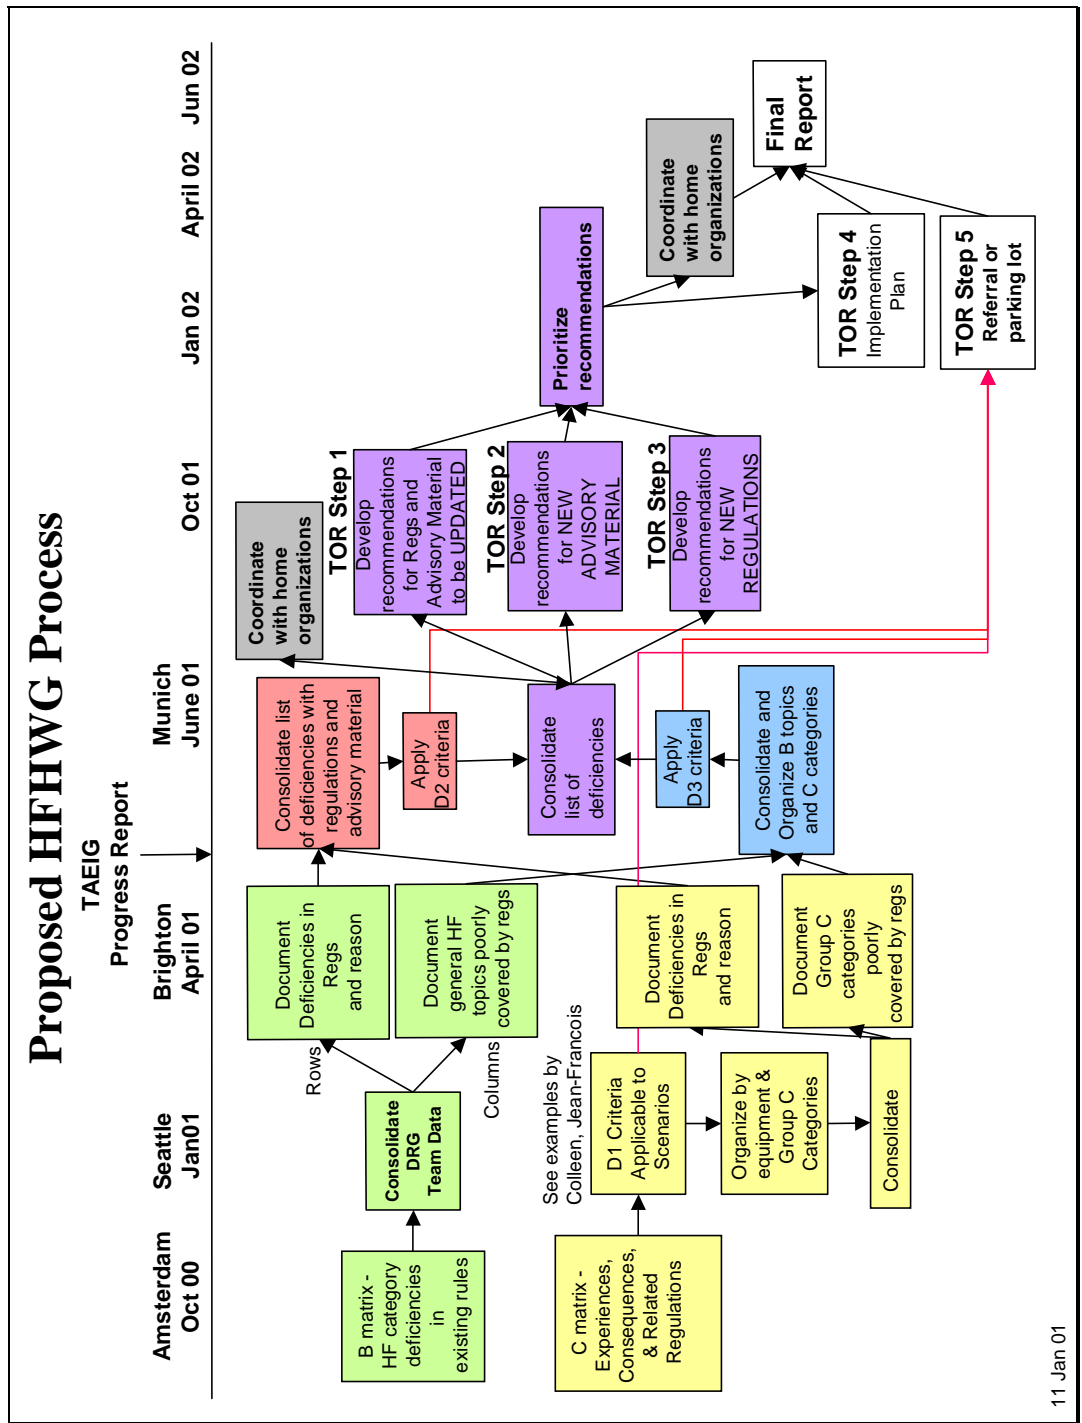 Proposed HFHWG Process
TAEIG
Progress Report
Amsterdam
Oct 00
Seattle
Jan01
Brighton
April 01
Munich
June 01
Oct 01
Jan 02
April 02
Jun 02
B matrix -
HF category
deficiencies
in
existing rules
Consolidate
DRG
Team Data
Rows
Columns
Document
Deficiencies in
Regs
and reason
Document
general HF
topics poorly
covered by regs
Consolidate list
of deficiencies with
regulations and
advisory material
Apply
D2 criteria
Coordinate
with home
organizations
TOR Step 1
Develop
recommendations
for Regs and
Advisory Material
to be UPDATED
Consolidate
list of
deficiencies
TOR Step 2
Develop
recommendations
for NEW
ADVISORY
MATERIAL
TOR Step 3
Develop
recommendations
for NEW
REGULATIONS
Prioritize
recommendations
Coordinate
with home
organizations
Final
Report
TOR Step 4
Implementation
Plan
TOR Step 5
Referral or
parking lot
C matrix -
Experiences,
Consequences,
& Related
Regulations
See examples by
Colleen, Jean-Francois
D1 Criteria
Applicable to
Scenarios
Organize by
equipment &
Group C
Categories
Consolidate
Document
Deficiencies in
Regs
and reason
Document
Group C
categories
poorly
covered by regs
Apply
D3 criteria
Consolidate and
Organize B topics
and C categories
11 Jan 01